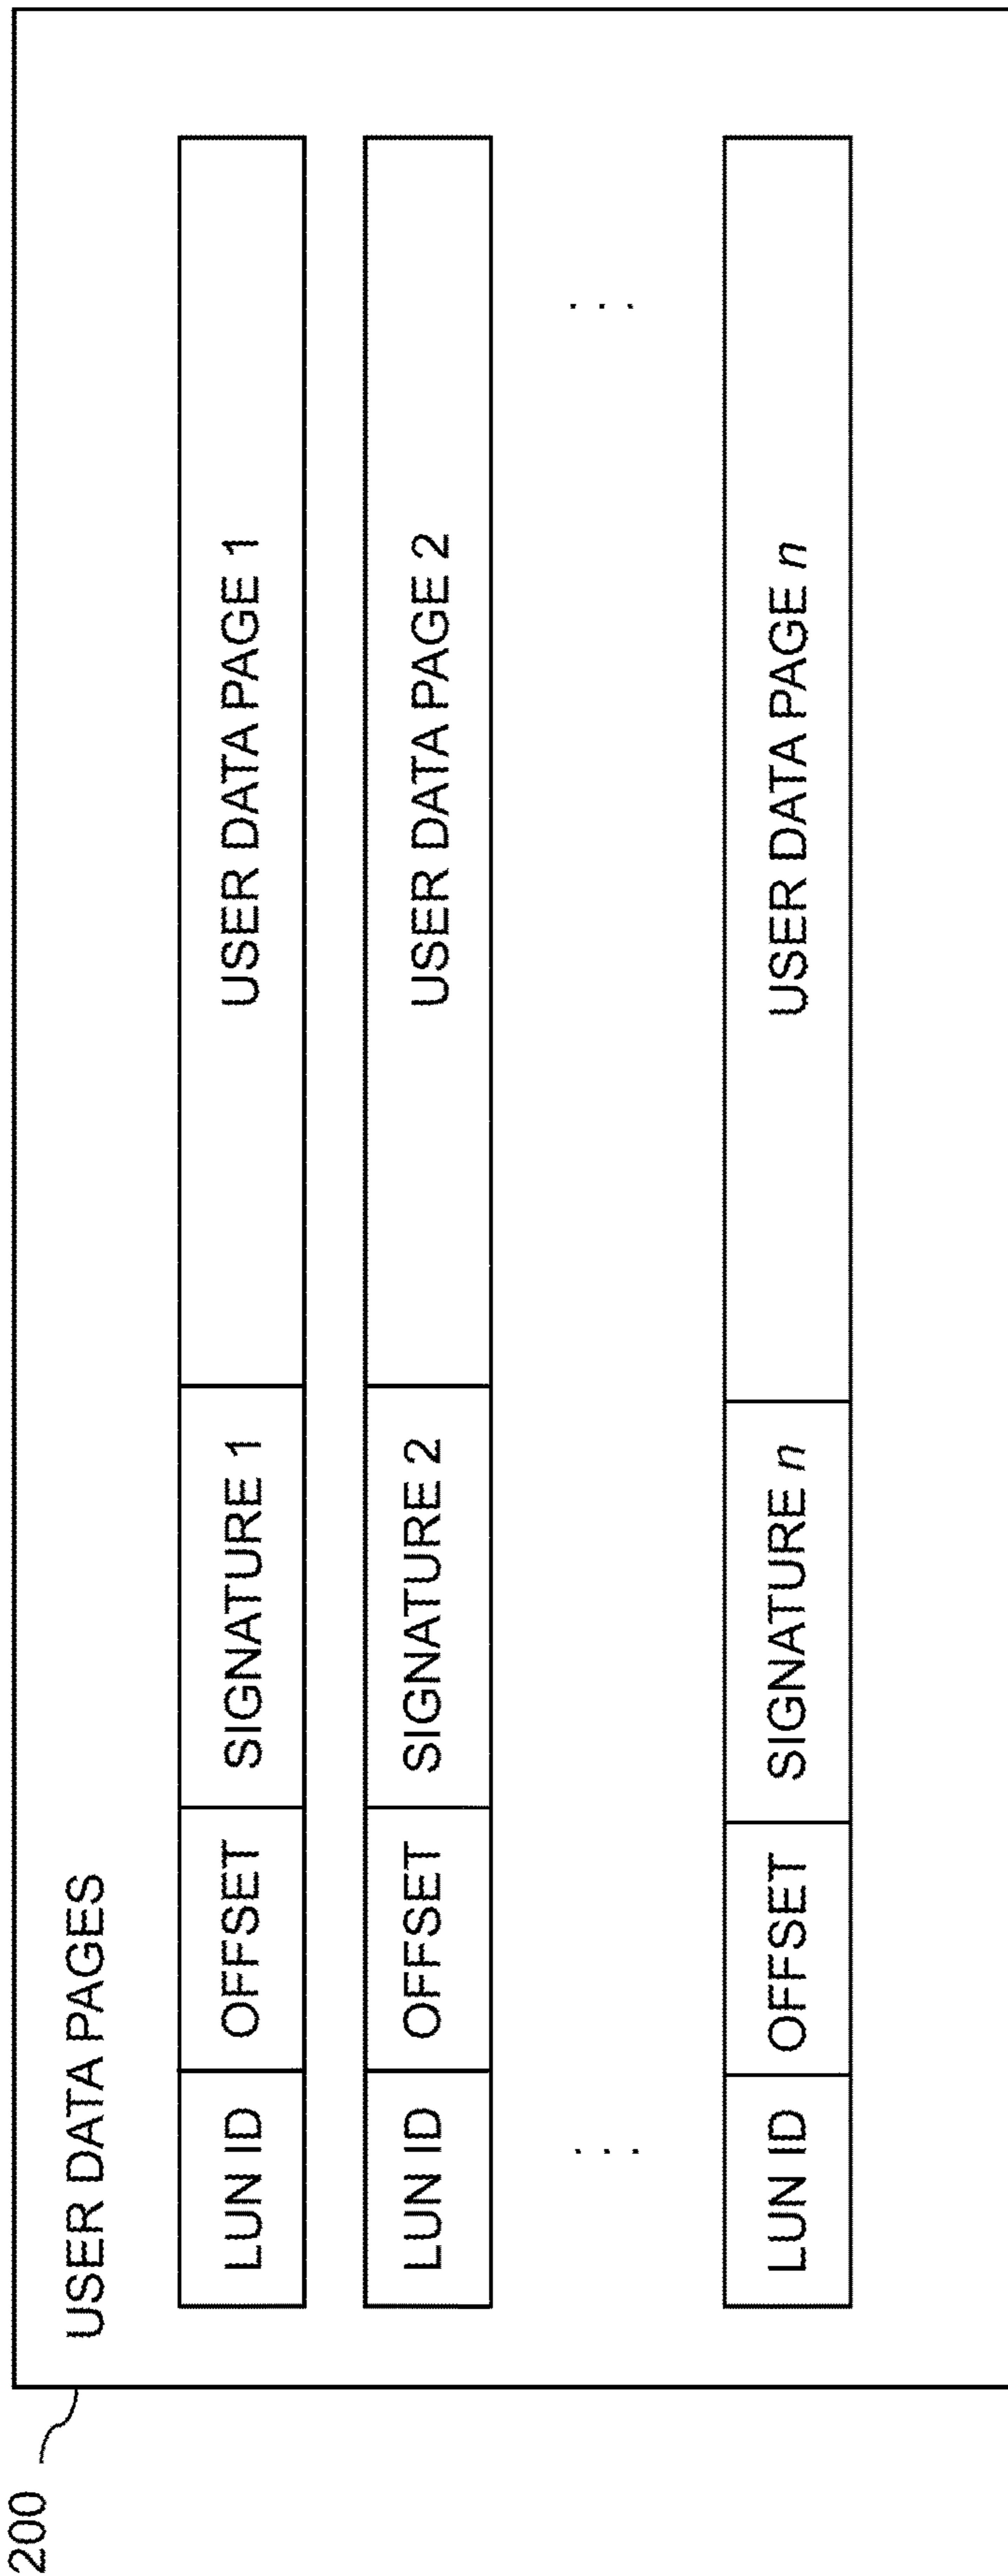 200
USER DATA PAGES
LUN ID OFFSET SIGNATURE 1 USER DATA PAGE 1
LUN ID OFFSET SIGNATURE 2 USER DATA PAGE 2
. . . . . .
LUN ID OFFSET SIGNATURE n USER DATA PAGE n